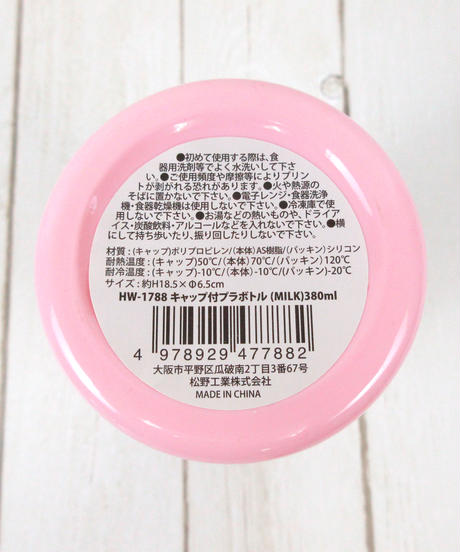 ●初めて使用する際は、食
器用洗剤等でよく水洗いして下さ
い。●ご使用頻度や摩擦等によりプリン
トが剥がれる恐れがあります。●火や熱源の
そばに置かないで下さい。●電子レンジ・食器洗浄
機・食器乾燥機は使用しないで下さい。●冷凍庫で使
用しないで下さい。●お湯などの熱いものや、ドライア
イス・炭酸飲料・アルコールなどを入れないで下さい。●横
にして持ち歩いたり、振り回したりしないで下さい。
材質:(キャップ)ポリプロピレン/(本体)AS樹脂/(パッキン)シリコン
耐熱温度:(キャップ)50℃/(本体)70℃/(パッキン)120℃
耐冷温度:(キャップ)-10℃/(本体)-10℃/(パッキン)-20℃
サイズ:約H18.5×Φ6.5cm
HW-1788 キャップ付プラボトル (MILK)380ml
4 978929 477882
大阪市平野区瓜破南2丁目3番67号
松野工業株式会社
MADE IN CHINA